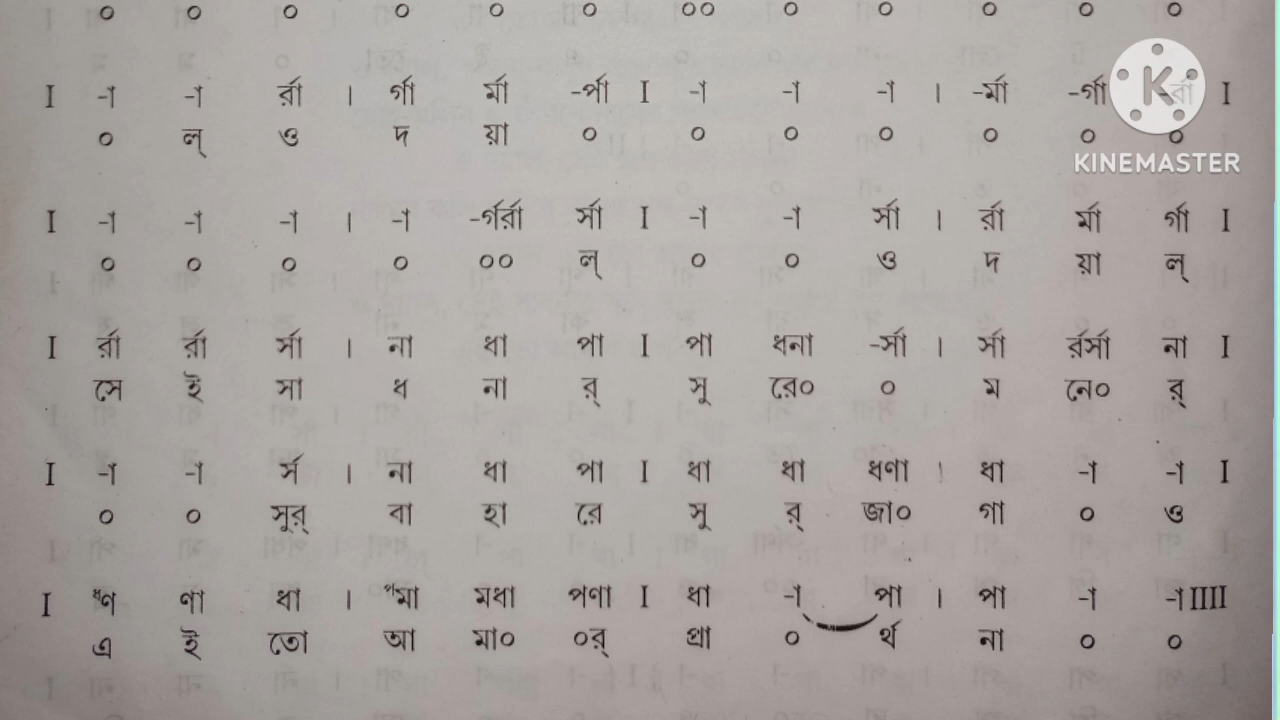 ০ ০ ০ ০ ০ ০ ০০ ০ ০ ০ ০ ০
I -া -া র্রা । র্গা র্মা -র্পা I -া -া -া । -র্মা -র্গা -র্রা I
০ ল্ ও দ য়া ০ ০ ০ ০ ০ ০ ০
KINEMASTER
I -া -া -া । -া -র্গর্রা র্সা I -া -া র্সা । র্রা র্মা র্গা I
০ ০ ০ ০ ০০ ল্ ০ ০ ও দ য়া ল্
I র্রা র্রা র্সা । না ধা পা I পা ধনা -র্সা । র্সা র্রর্সা না I
সে ই সা ধ না র্ সু রে০ ০ ম নে০ র্
I -া -া র্স । না ধা পা I ধা ধা ধণা । ধা -া -া I
০ ০ সুর্ বা হা রে সু র্ জা০ গা ০ ও
I ধণ ণা ধা । পমা মধা পণা I ধা -া পা । পা -া -া IIII
এ ই তো আ মা০ ০র্ প্রা ০ র্থ না ০ ০